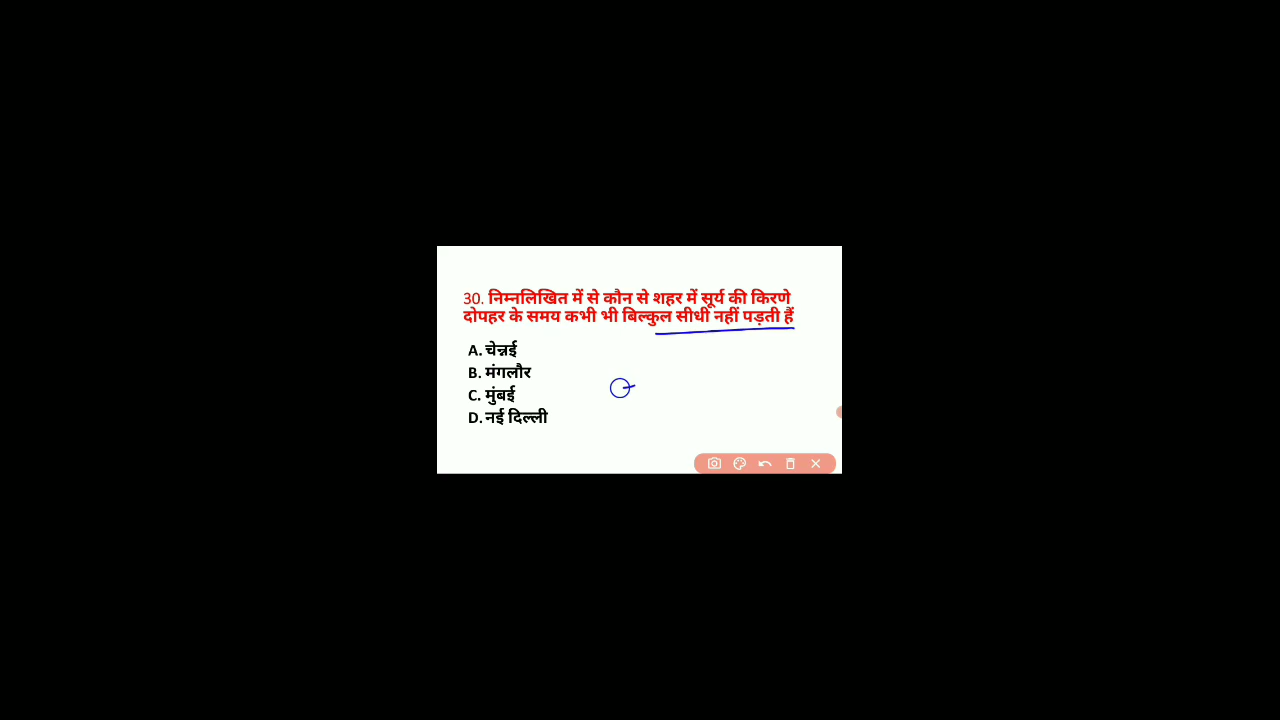 30. निम्नलिखित में से कौन से शहर में सूर्य की किरणे
दोपहर के समय कभी भी बिल्कुल सीधी नहीं पड़ती हैं
A. चेन्नई
B. मंगलौर
C. मुंबई
D. नई दिल्ली